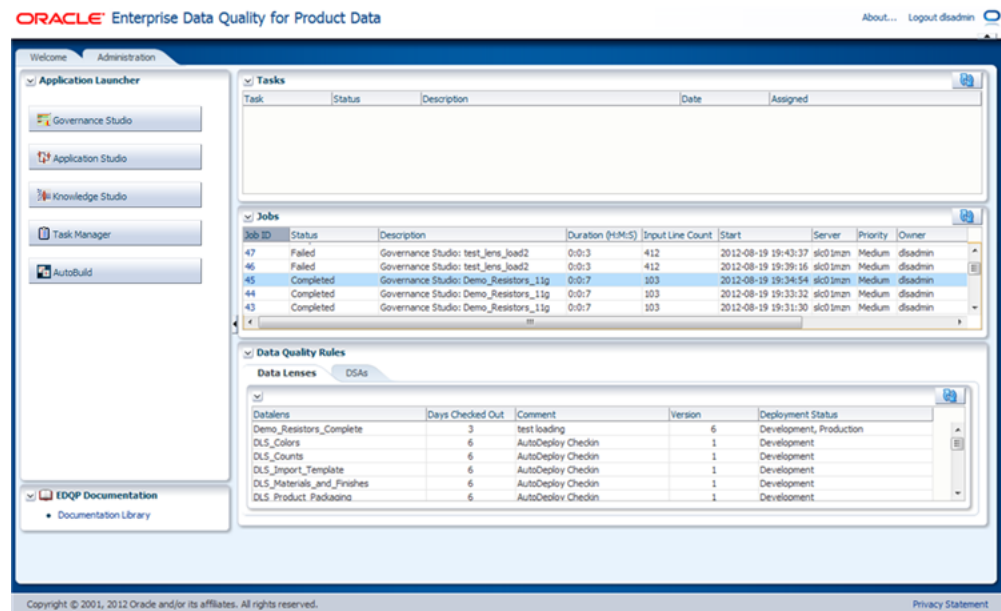 ORACLE Enterprise Data Quality for Product Data
About... Logout dlsadmin
Welcome Administration
Application Launcher
Governance Studio
Application Studio
Knowledge Studio
Task Manager
AutoBuild
EDQP Documentation
Documentation Library
Tasks
Task Status Description Date Assigned
Jobs
Job ID Status Description Duration (H:M:S) Input Line Count Start Server Priority Owner
47 Failed Governance Studio: test_lens_load2 0:0:3 412 2012-08-19 19:43:37 slc01mzn Medium dlsadmin
46 Failed Governance Studio: test_lens_load2 0:0:3 412 2012-08-19 19:39:16 slc01mzn Medium dlsadmin
45 Completed Governance Studio: Demo_Resistors_11g 0:0:7 103 2012-08-19 19:34:54 slc01mzn Medium dlsadmin
44 Completed Governance Studio: Demo_Resistors_11g 0:0:7 103 2012-08-19 19:33:32 slc01mzn Medium dlsadmin
43 Completed Governance Studio: Demo_Resistors_11g 0:0:7 103 2012-08-19 19:31:30 slc01mzn Medium dlsadmin
Data Quality Rules
Data Lenses DSAs
Datalens Days Checked Out Comment Version Deployment Status
Demo_Resistors_Complete 3 test loading 6 Development, Production
DLS_Colors 6 AutoDeploy Checkin 1 Development
DLS_Counts 6 AutoDeploy Checkin 1 Development
DLS_Import_Template 6 AutoDeploy Checkin 1 Development
DLS_Materials_and_Finishes 6 AutoDeploy Checkin 1 Development
DLS_Product_Packaging 6 AutoDeploy Checkin 1 Development
Copyright © 2001, 2012 Oracle and/or its affiliates. All rights reserved.
Privacy Statement